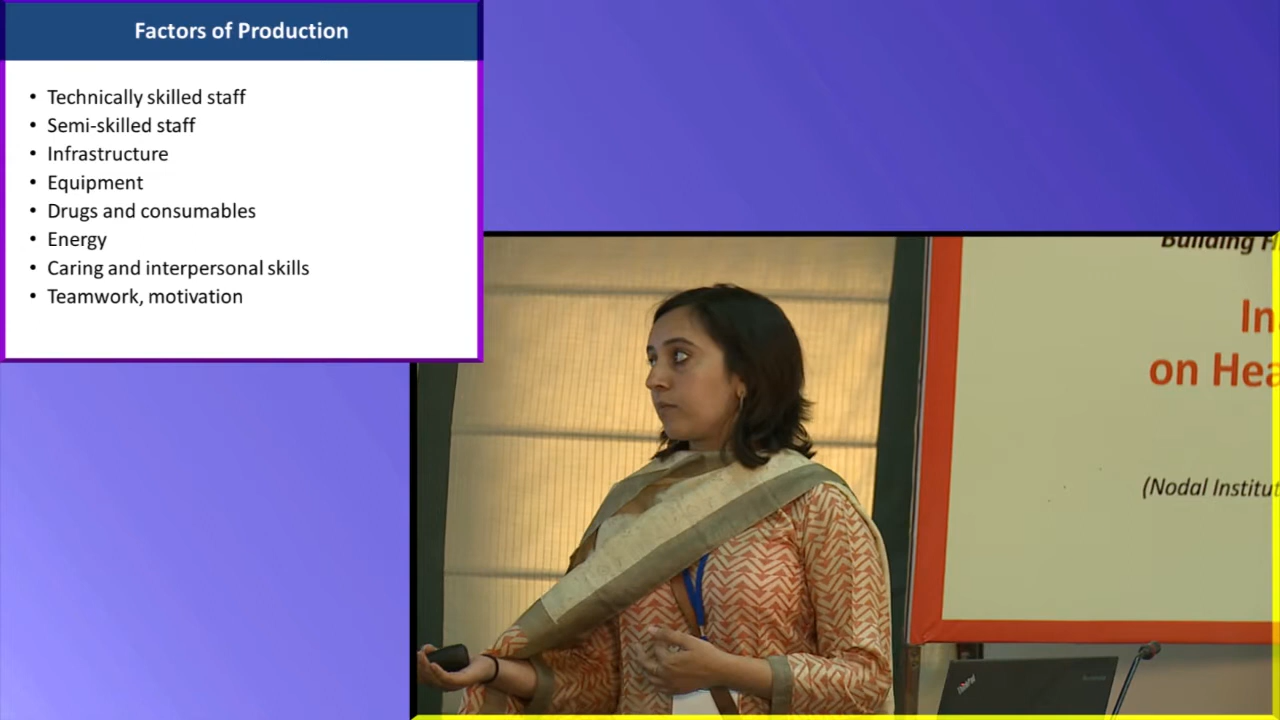 Factors of Production
• Technically skilled staff
• Semi-skilled staff
• Infrastructure
• Equipment
• Drugs and consumables
• Energy
• Caring and interpersonal skills
• Teamwork, motivation
Building
In
on Hea
(Nodal Institut
ThinkPad